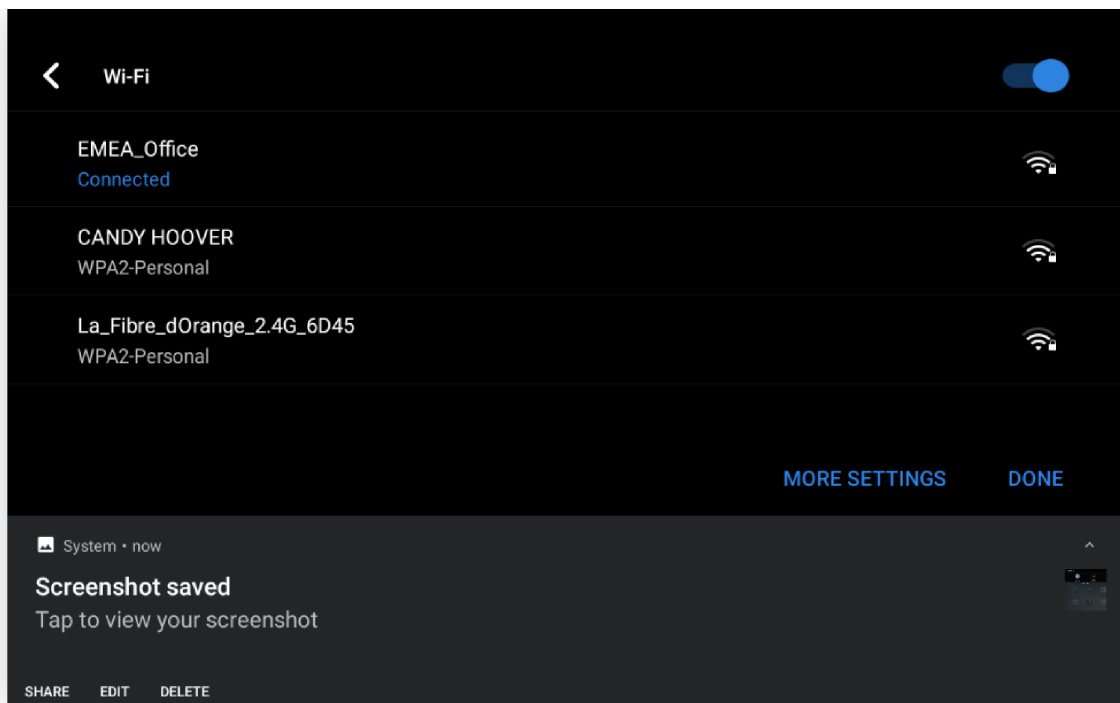 Wi-Fi
EMEA_Office
Connected
CANDY HOOVER
WPA2-Personal
La_Fibre_dOrange_2.4G_6D45
WPA2-Personal
MORE SETTINGS DONE
System • now
Screenshot saved
Tap to view your screenshot
SHARE EDIT DELETE